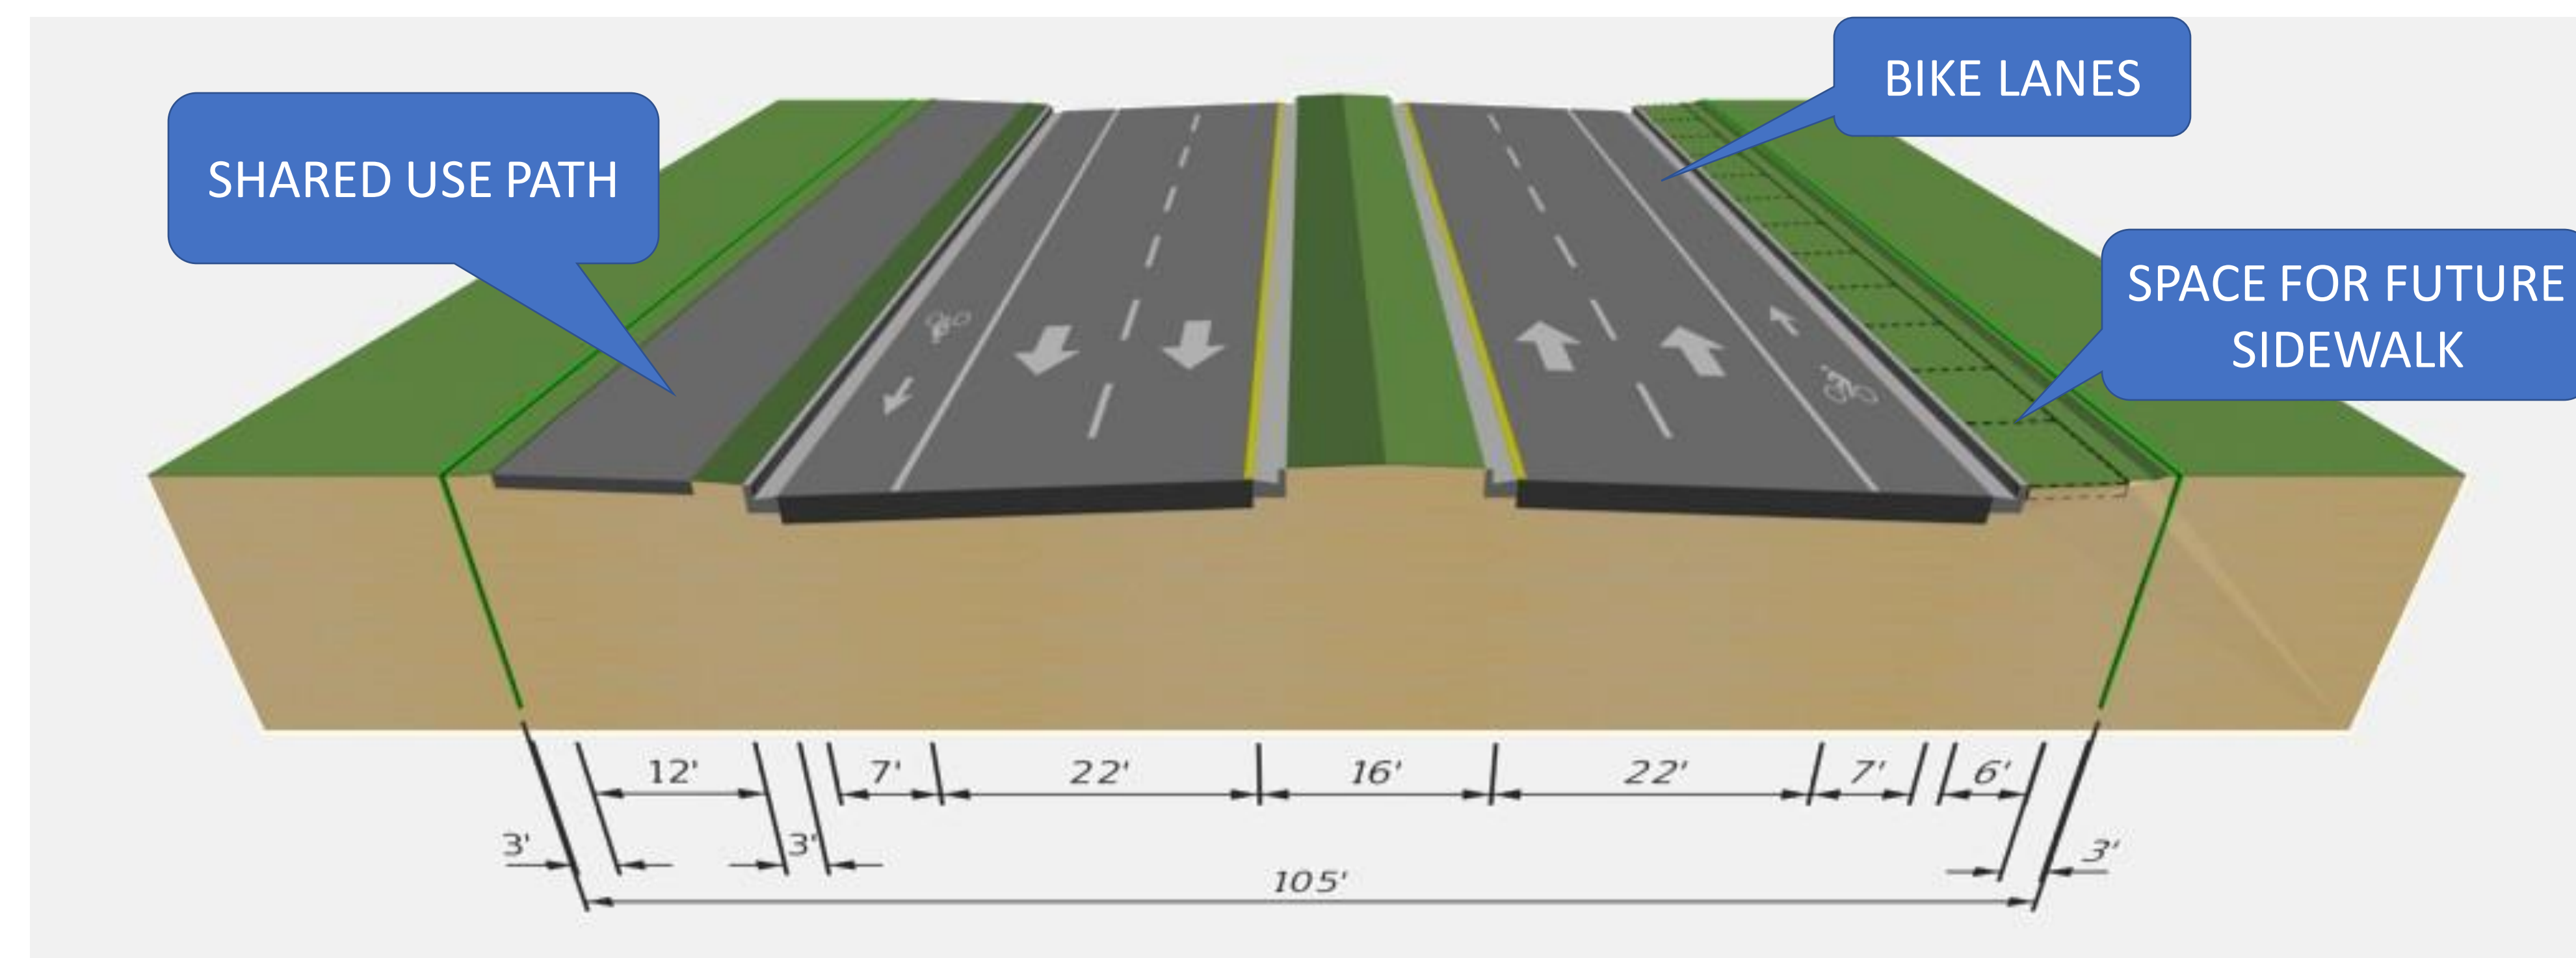 BIKE LANES
SHARED USE PATH
SPACE FOR FUTURE
SIDEWALK
12' 7' 22' 16' 22' 7' 6'
3' 3' 3'
105'